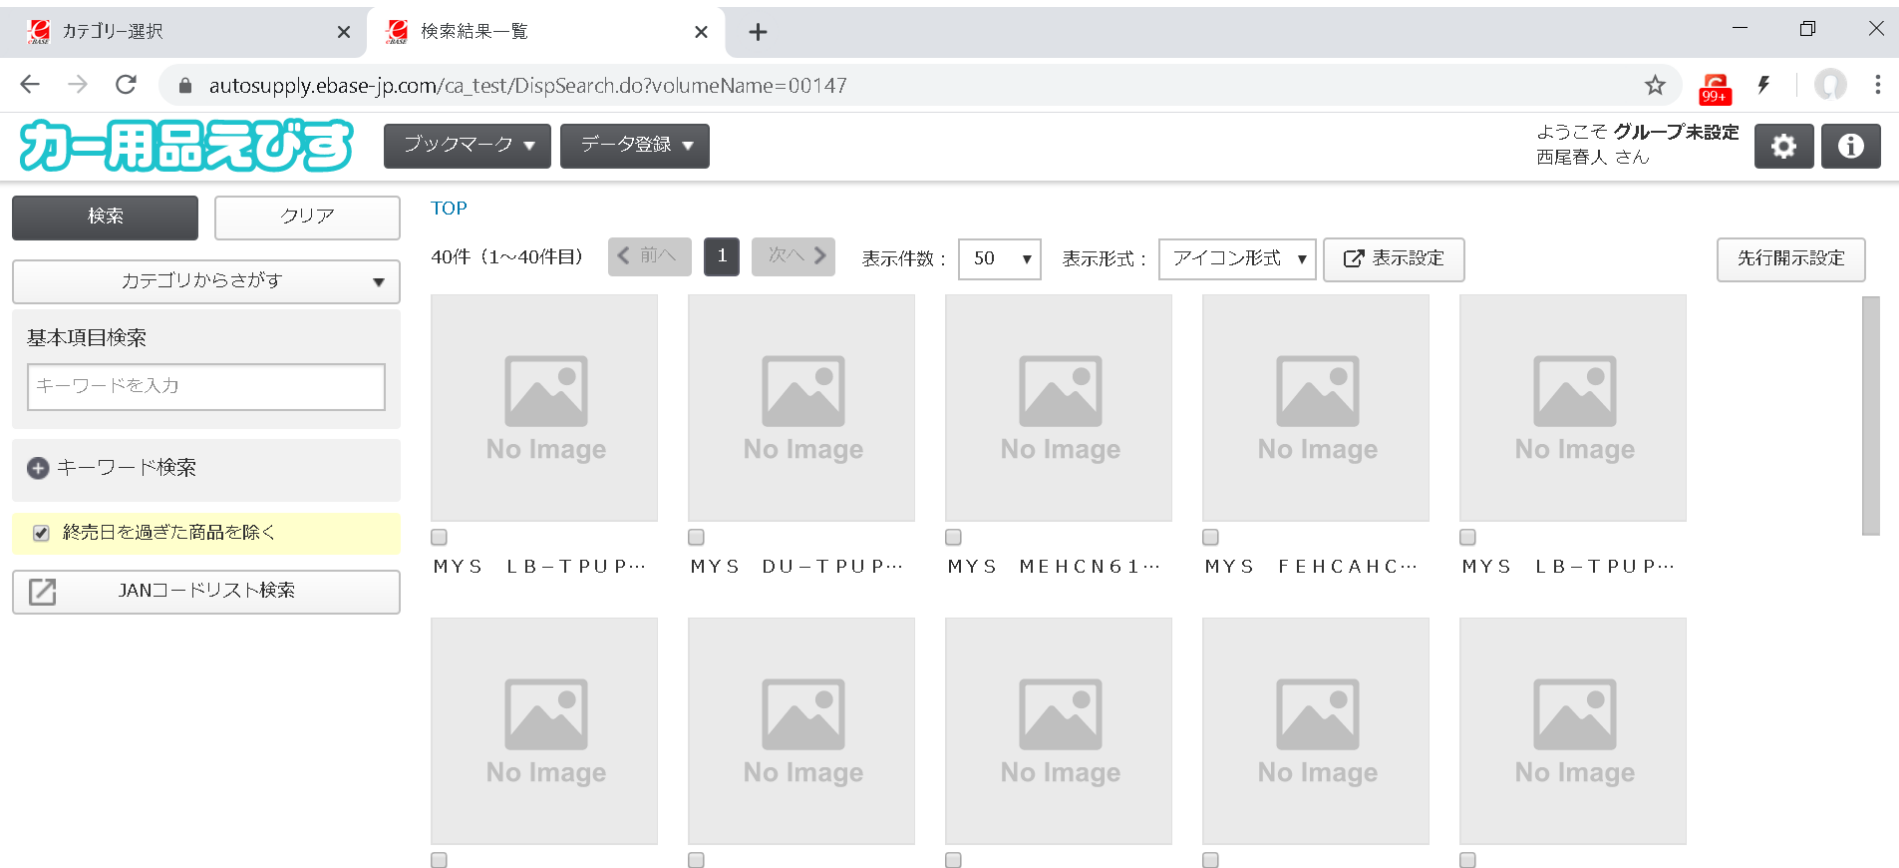 カテゴリー選択
検索結果一覧
autosupply.ebase-jp.com/ca_test/DispSearch.do?volumeName=00147
99+
カー用品えびす
ブックマーク ▼
データ登録 ▼
ようこそ グループ未設定
西尾春人 さん
検索
クリア
TOP
40件（1～40件目）
前へ
1
次へ
表示件数：
50
表示形式：
アイコン形式
表示設定
先行開示設定
カテゴリからさがす
基本項目検索
キーワードを入力
キーワード検索
終売日を過ぎた商品を除く
JANコードリスト検索
No Image
No Image
No Image
No Image
No Image
ＭＹＳ　ＬＢ−ＴＰＵＰ…
ＭＹＳ　ＤＵ−ＴＰＵＰ…
ＭＹＳ　ＭＥＨＣＮ６１…
ＭＹＳ　ＦＥＨＣＡＨＣ…
ＭＹＳ　ＬＢ−ＴＰＵＰ…
No Image
No Image
No Image
No Image
No Image